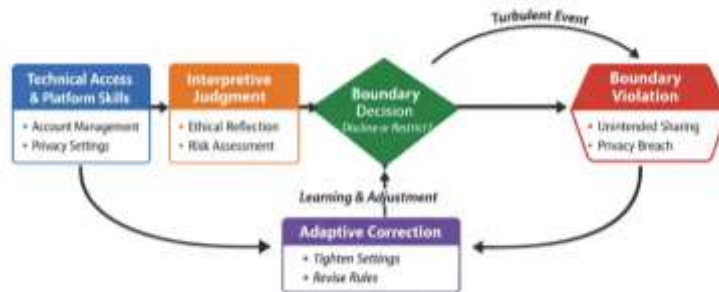 Turbulent Event
Technical Access
& Platform Skills
• Account Management
• Privacy Settings
Interpretive
Judgment
• Ethical Reflection
• Risk Assessment
Boundary
Decision
Disclose or Restrict?
Boundary
Violation
• Unintended Sharing
• Privacy Breach
Learning & Adjustment
Adaptive Correction
• Tighten Settings
• Revise Rules